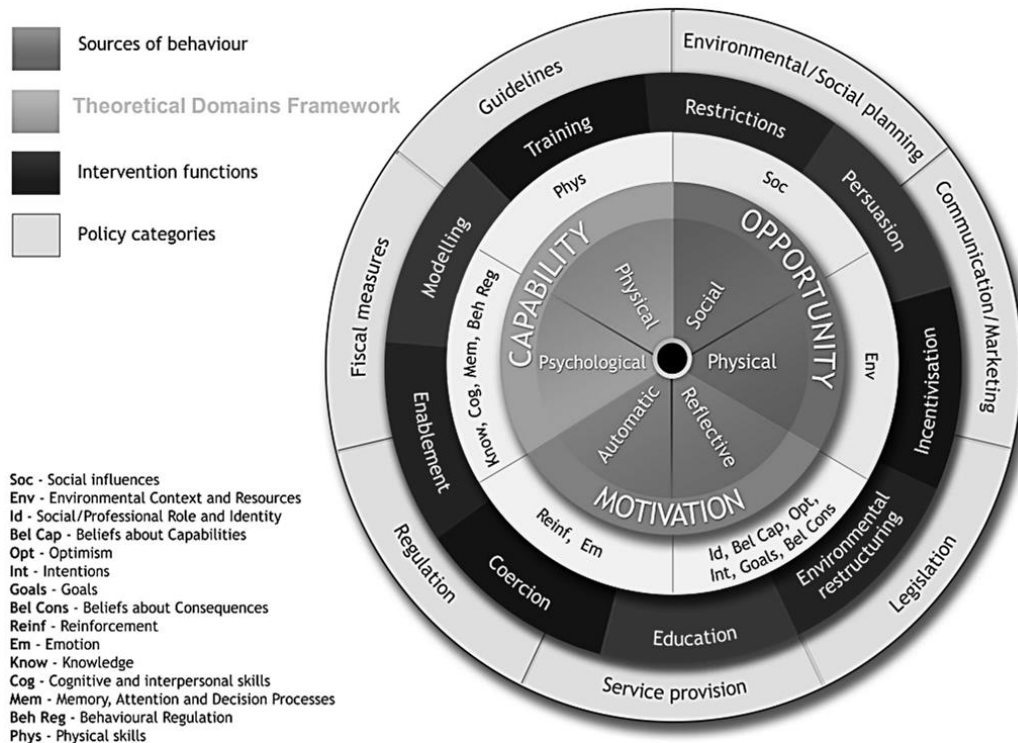 Sources of behaviour
Theoretical Domains Framework
Intervention functions
Policy categories
Guidelines
Environmental/Social planning
Communication/Marketing
Legislation
Service provision
Regulation
Fiscal measures
Training
Restrictions
Persuasion
Incentivisation
Environmental
restructuring
Education
Coercion
Enablement
Modelling
Phys
Soc
Env
Id, Bel Cap, Opt,
Int, Goals, Bel Cons
Reinf, Em
Know, Cog, Mem, Beh Reg
CAPABILITY
OPPORTUNITY
MOTIVATION
Physical
Social
Physical
Reflective
Automatic
Psychological
Soc - Social influences
Env - Environmental Context and Resources
Id - Social/Professional Role and Identity
Bel Cap - Beliefs about Capabilities
Opt - Optimism
Int - Intentions
Goals - Goals
Bel Cons - Beliefs about Consequences
Reinf - Reinforcement
Em - Emotion
Know - Knowledge
Cog - Cognitive and interpersonal skills
Mem - Memory, Attention and Decision Processes
Beh Reg - Behavioural Regulation
Phys - Physical skills